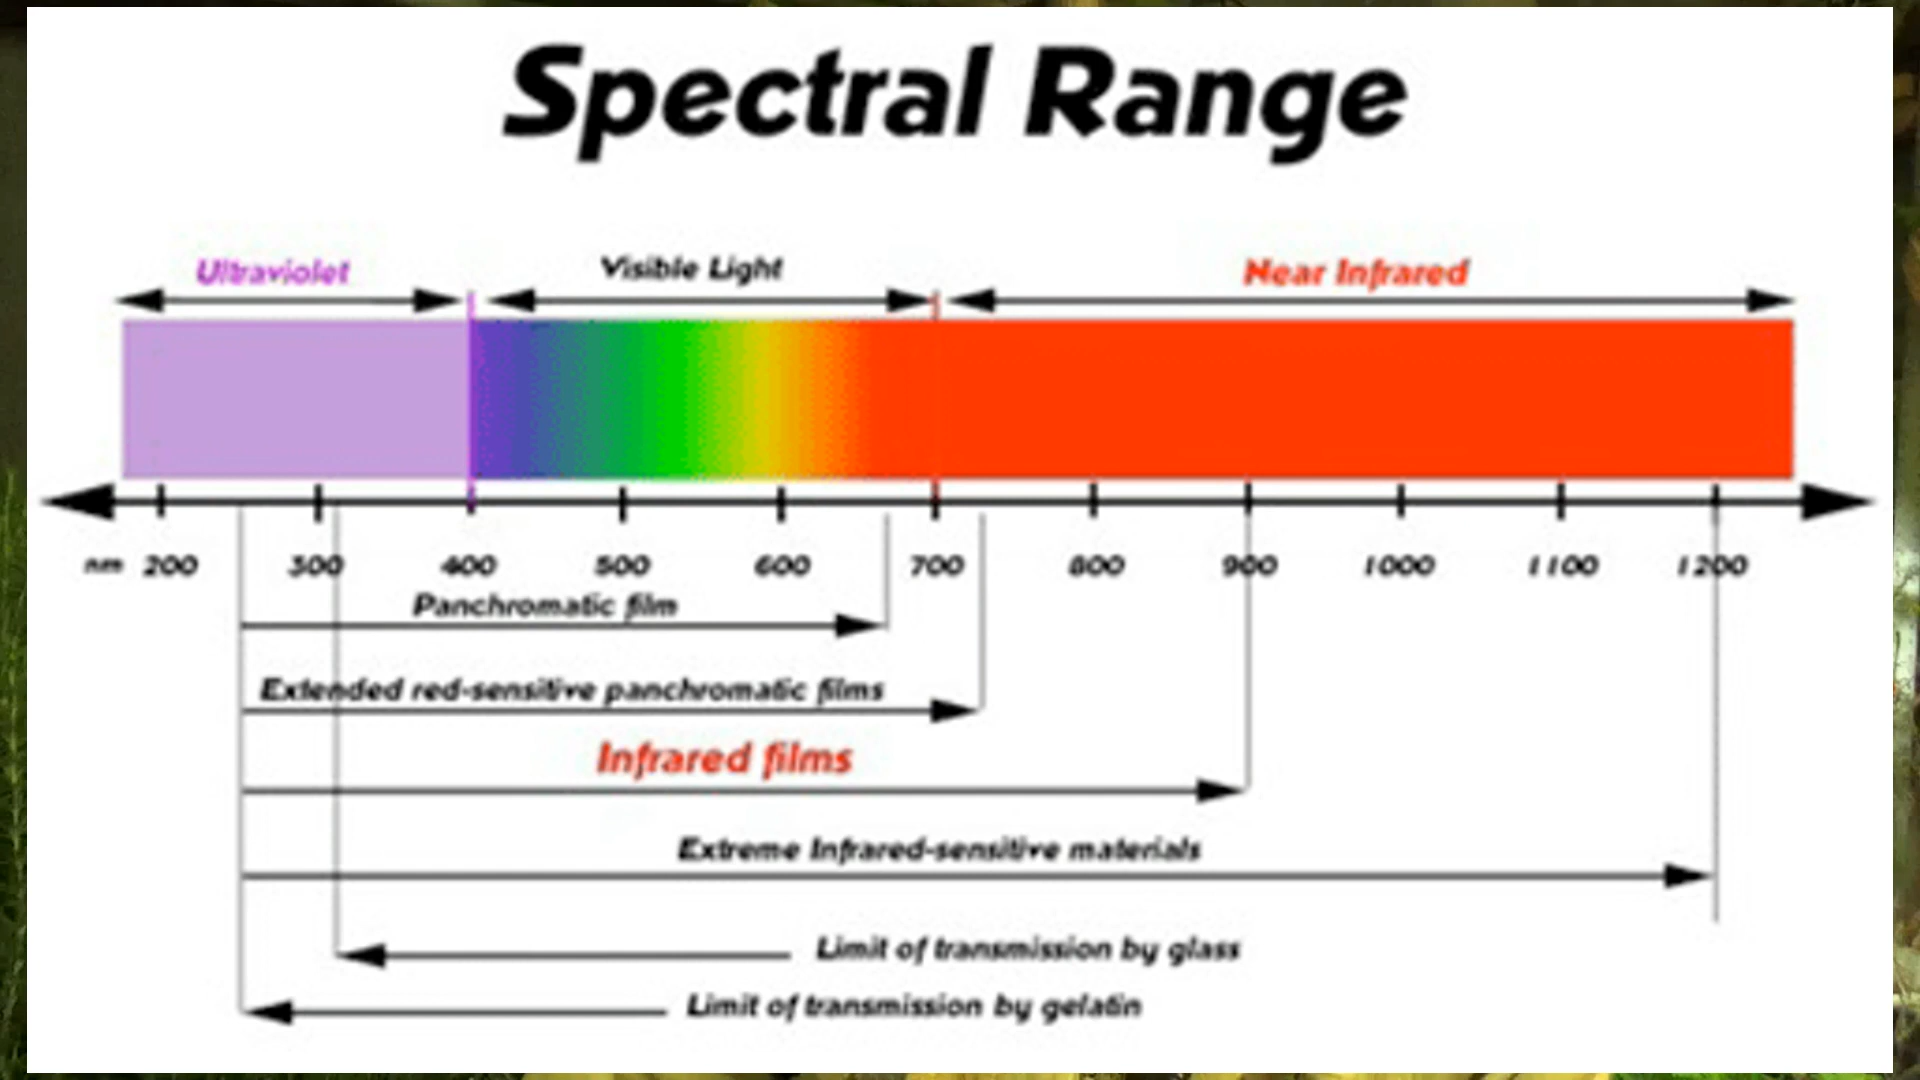 Spectral Range
Ultraviolet Visible Light Near Infrared
nm 200 300 400 500 600 700 800 900 1000 1100 1200
Panchromatic film
Extended red-sensitive panchromatic films
Infrared films
Extreme Infrared-sensitive materials
Limit of transmission by glass
Limit of transmission by gelatin